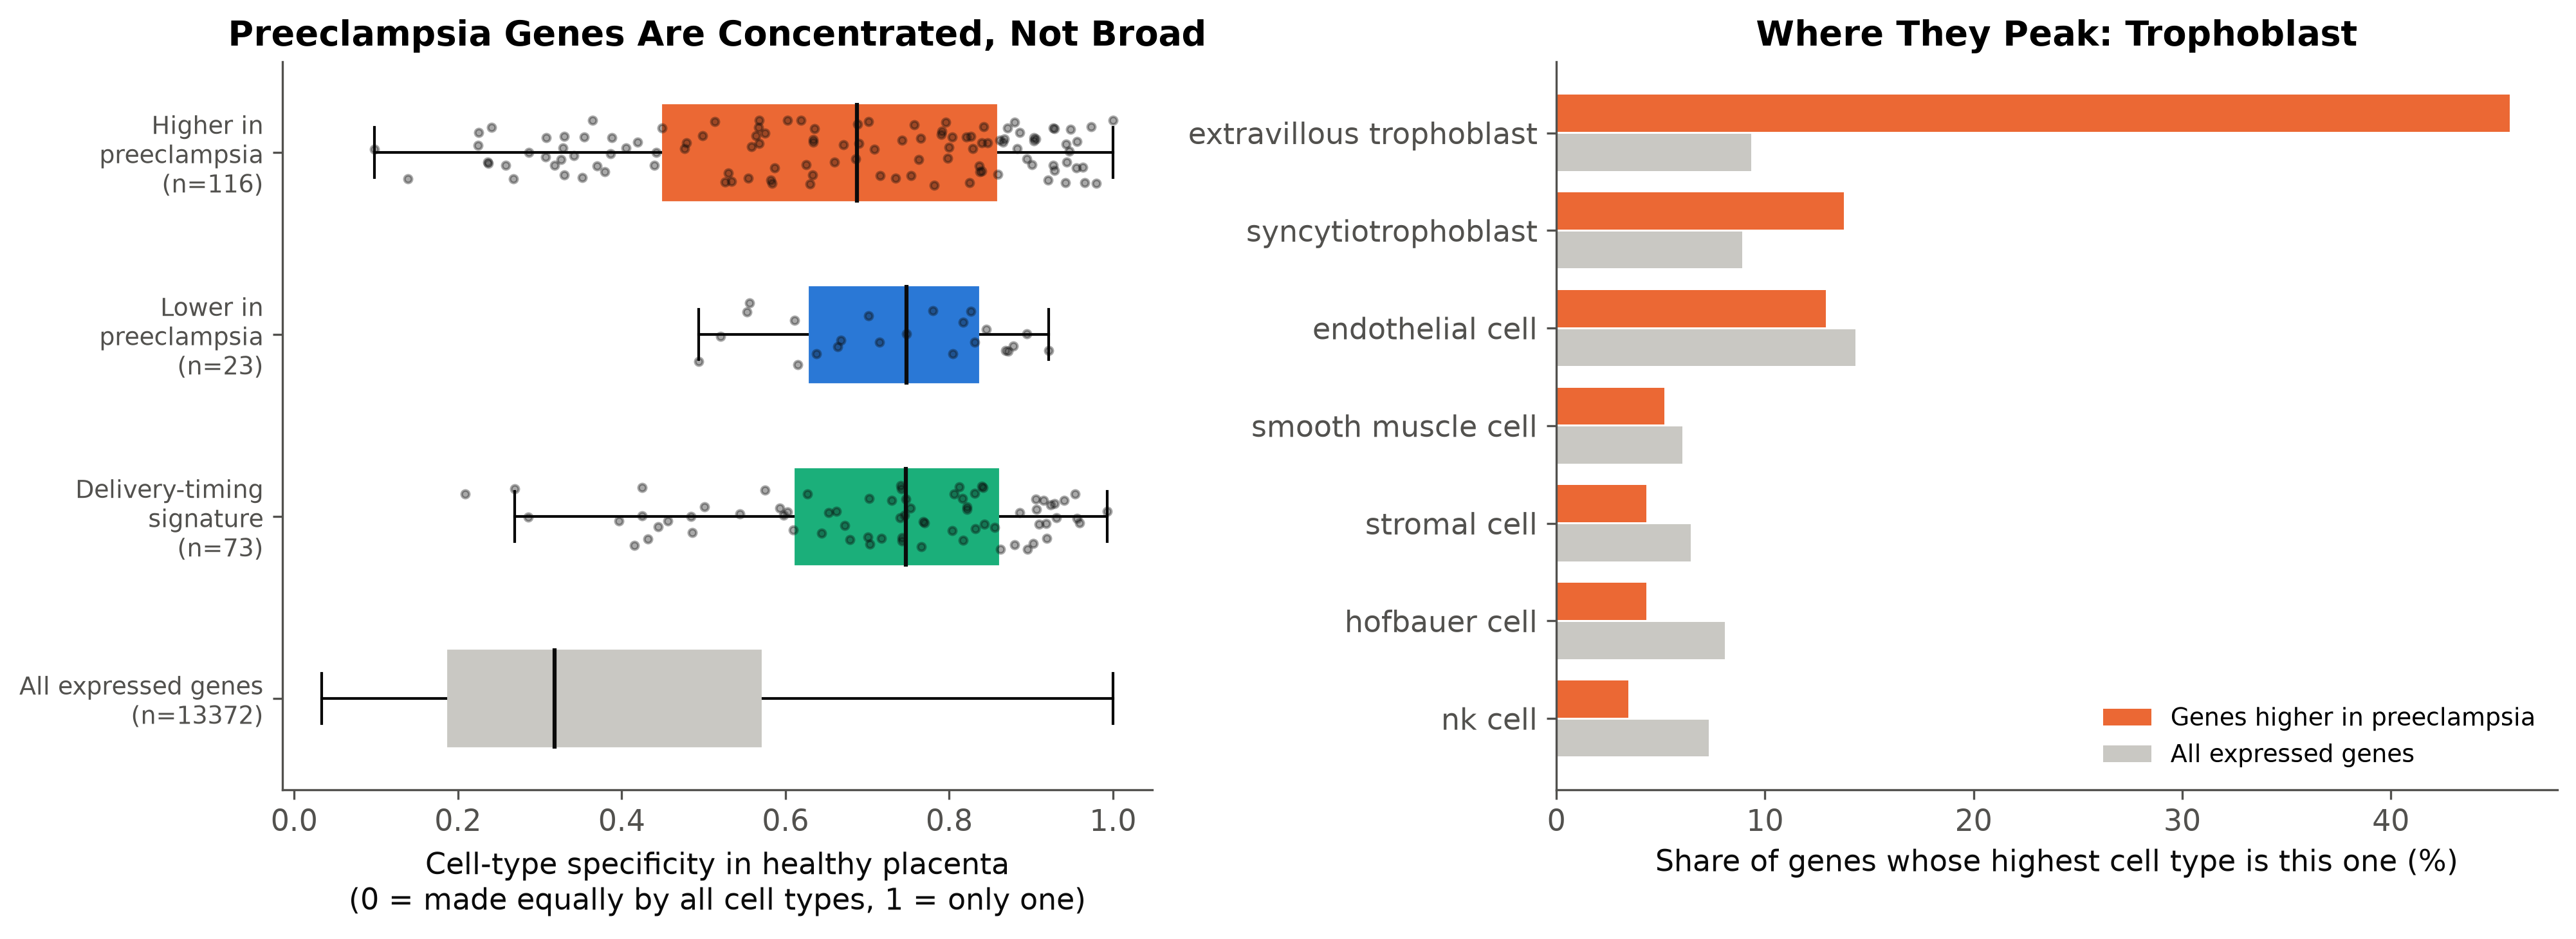 Preeclampsia Genes Are Concentrated, Not Broad
Higher in
preeclampsia
(n=116)
Lower in
preeclampsia
(n=23)
Delivery-timing
signature
(n=73)
All expressed genes
(n=13372)
0.0 0.2 0.4 0.6 0.8 1.0
Cell-type specificity in healthy placenta
(0 = made equally by all cell types, 1 = only one)
Where They Peak: Trophoblast
extravillous trophoblast
syncytiotrophoblast
endothelial cell
smooth muscle cell
stromal cell
hofbauer cell
nk cell
Genes higher in preeclampsia
All expressed genes
0 10 20 30 40
Share of genes whose highest cell type is this one (%)